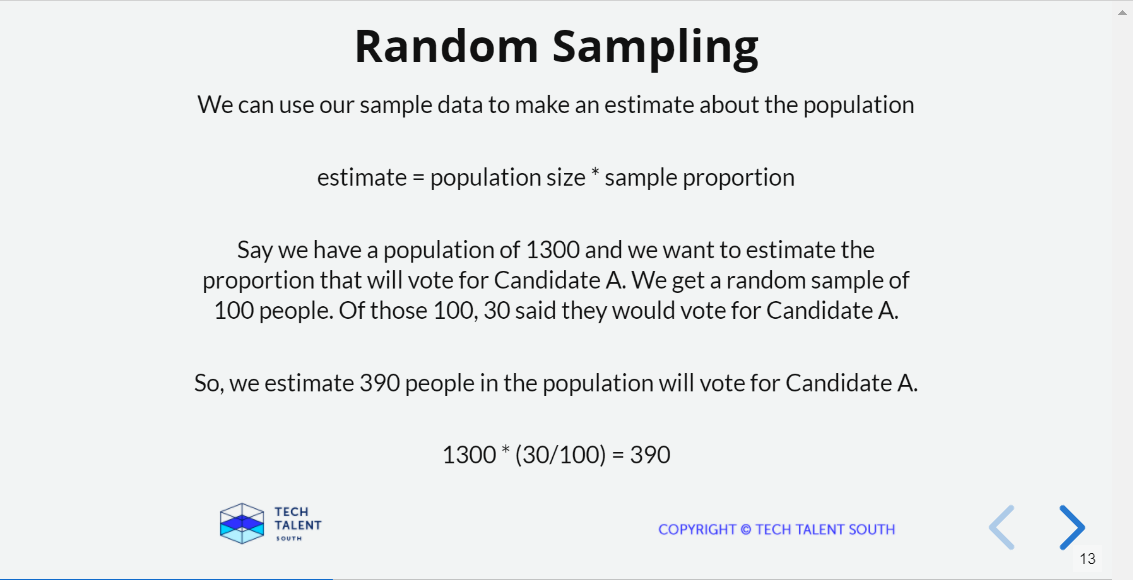 Random Sampling
We can use our sample data to make an estimate about the population
estimate = population size * sample proportion
Say we have a population of 1300 and we want to estimate the
proportion that will vote for Candidate A. We get a random sample of
100 people. Of those 100, 30 said they would vote for Candidate A.
So, we estimate 390 people in the population will vote for Candidate A.
1300 * (30/100) = 390
TECH
TALENT
SOUTH
COPYRIGHT © TECH TALENT SOUTH
13